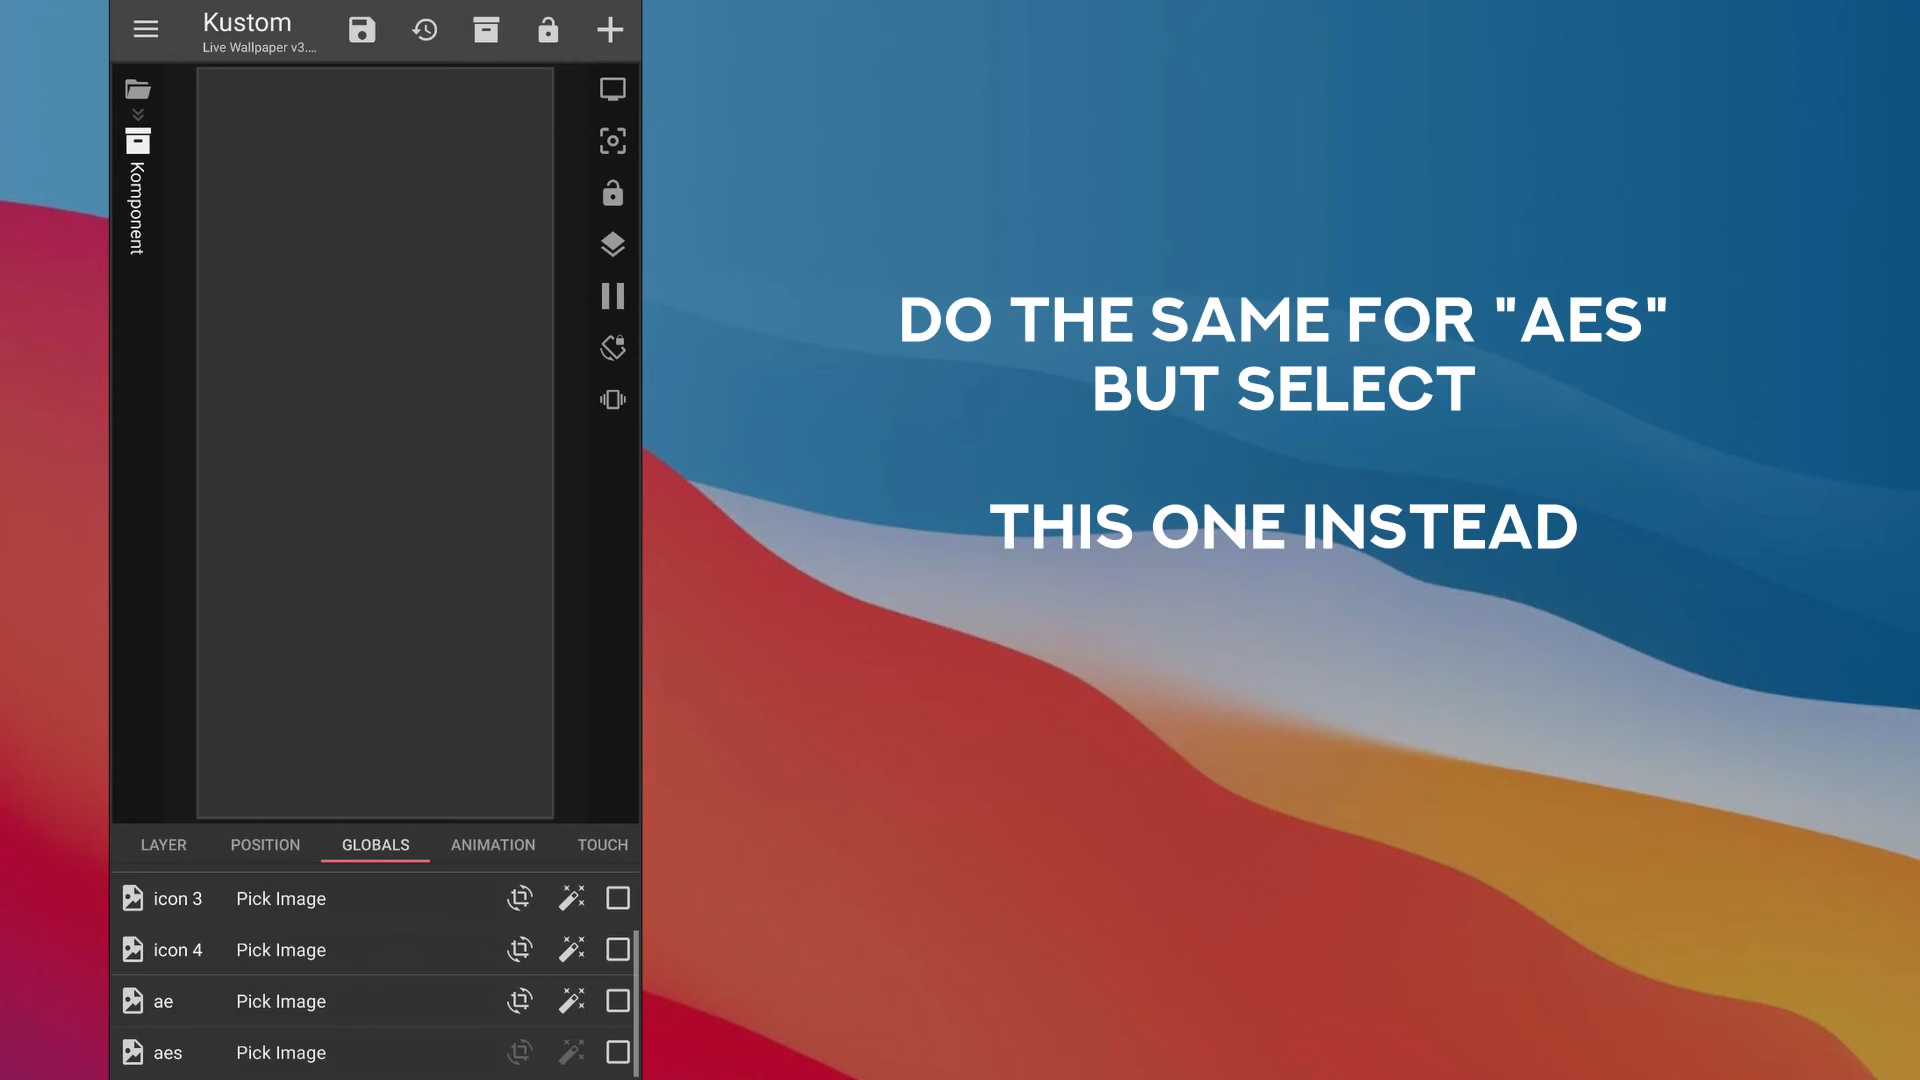 Kustom
Live Wallpaper v3....
Komponent
DO THE SAME FOR "AES"
BUT SELECT
THIS ONE INSTEAD
LAYER POSITION GLOBALS ANIMATION TOUCH
icon 3 Pick Image
icon 4 Pick Image
ae Pick Image
aes Pick Image